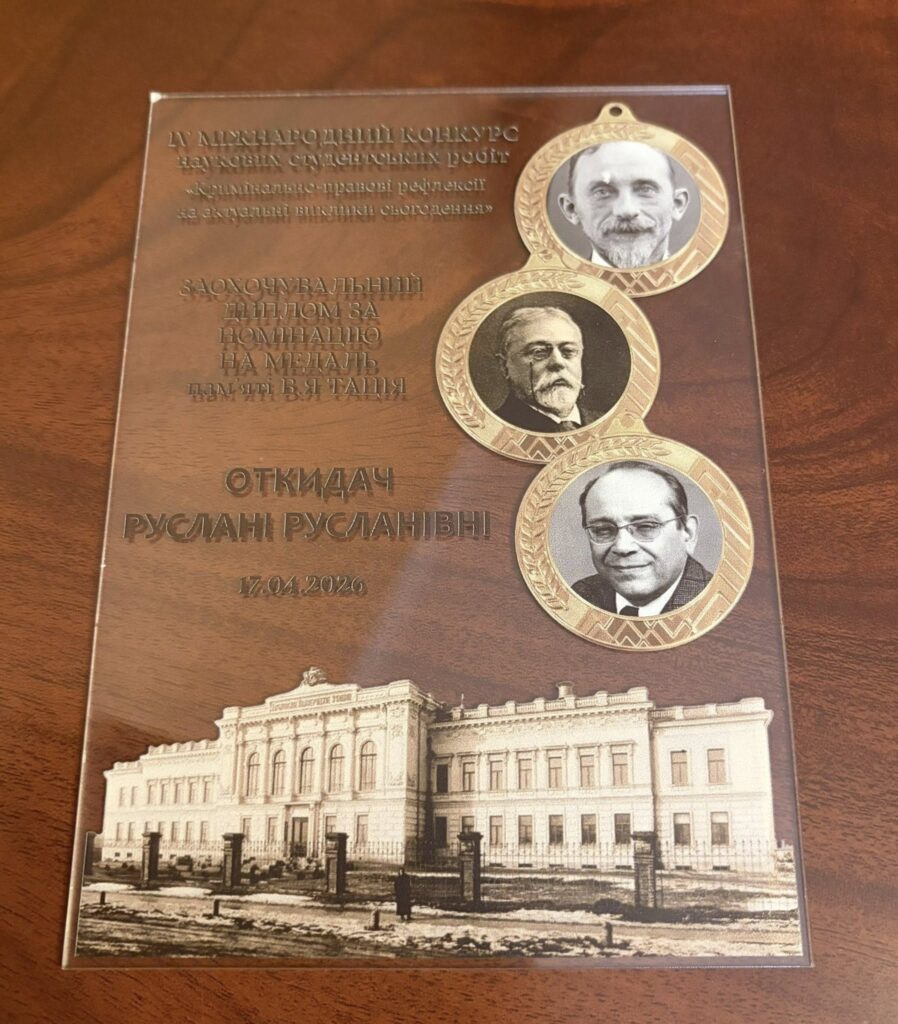 IV МІЖНАРОДНИЙ КОНКУРС
наукових студентських робіт
«Кримінально-правові рефлексії
на актуальні виклики сьогодення»
ЗАОХОЧУВАЛЬНИЙ
ДИПЛОМ ЗА
НОМІНАЦІЮ
НА МЕДАЛЬ
пам'яті В.Я ТАЦІЯ
ОТКИДАЧ
РУСЛАНІ РУСЛАНІВНІ
17.04.2026